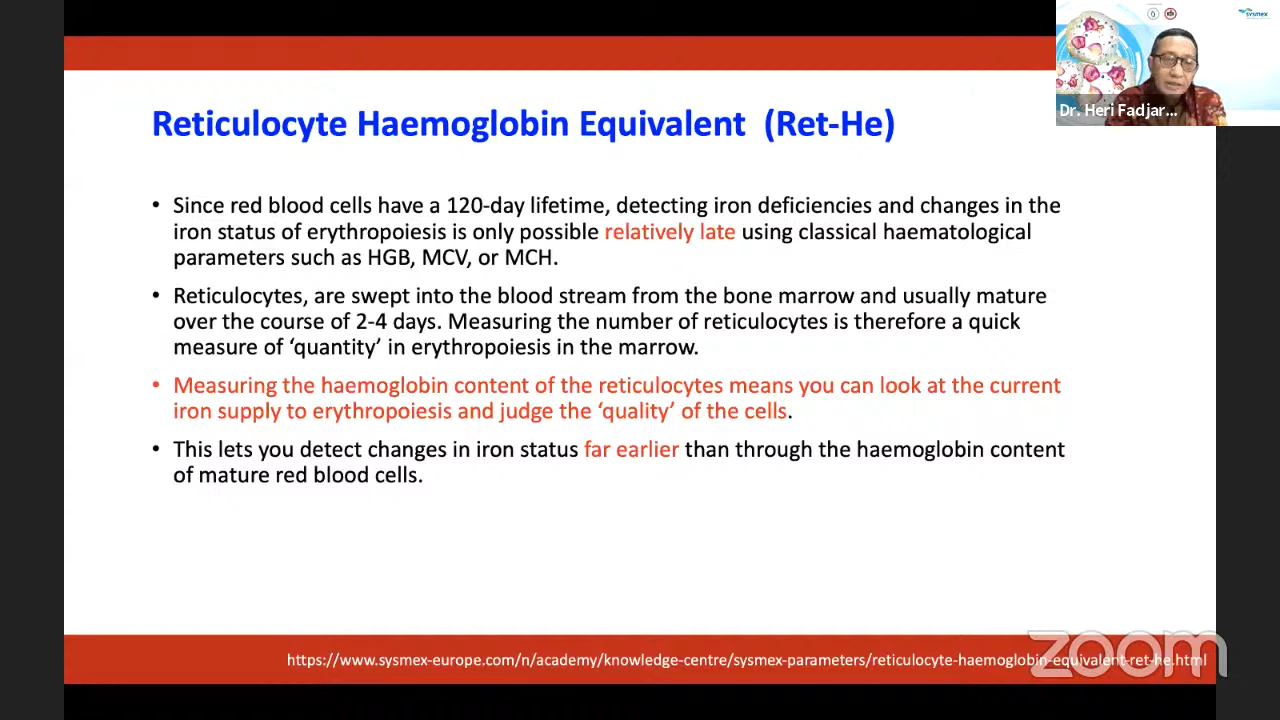 sysmex
Dr. Heri Fadjar...
Reticulocyte Haemoglobin Equivalent (Ret-He)
• Since red blood cells have a 120-day lifetime, detecting iron deficiencies and changes in the
iron status of erythropoiesis is only possible relatively late using classical haematological
parameters such as HGB, MCV, or MCH.
• Reticulocytes, are swept into the blood stream from the bone marrow and usually mature
over the course of 2-4 days. Measuring the number of reticulocytes is therefore a quick
measure of ‘quantity’ in erythropoiesis in the marrow.
• Measuring the haemoglobin content of the reticulocytes means you can look at the current
iron supply to erythropoiesis and judge the ‘quality’ of the cells.
• This lets you detect changes in iron status far earlier than through the haemoglobin content
of mature red blood cells.
https://www.sysmex-europe.com/n/academy/knowledge-centre/sysmex-parameters/reticulocyte-haemoglobin-equivalent-ret-he.html
zoom